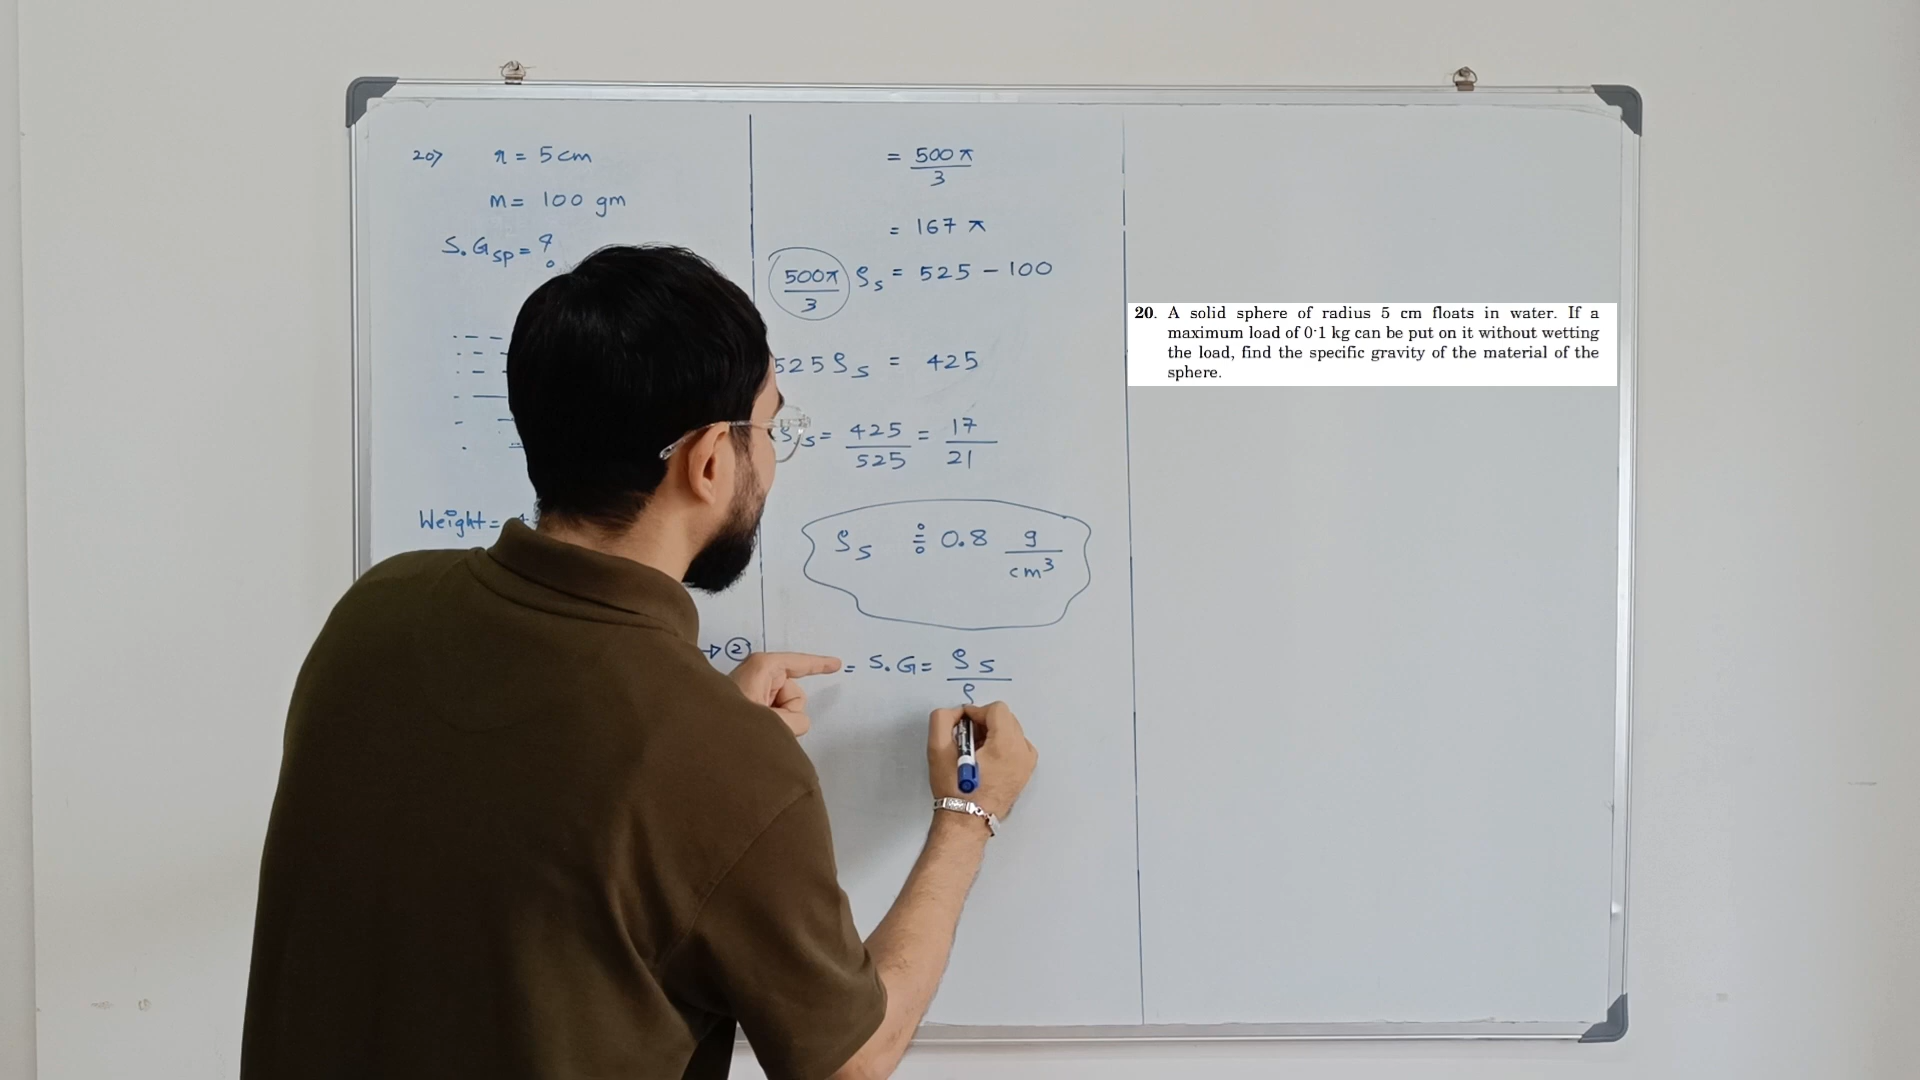 20> r = 5 cm
m = 100 gm
S.G sp = ?
Weight =
→ ②
= 500 π / 3
= 167 π
500π / 3 ρs = 525 - 100
525 ρs = 425
ρs = 425 / 525 = 17 / 21
ρs ≑ 0.8 g / cm³
= S.G = ρs / ρ
20. A solid sphere of radius 5 cm floats in water. If a
maximum load of 0·1 kg can be put on it without wetting
the load, find the specific gravity of the material of the
sphere.